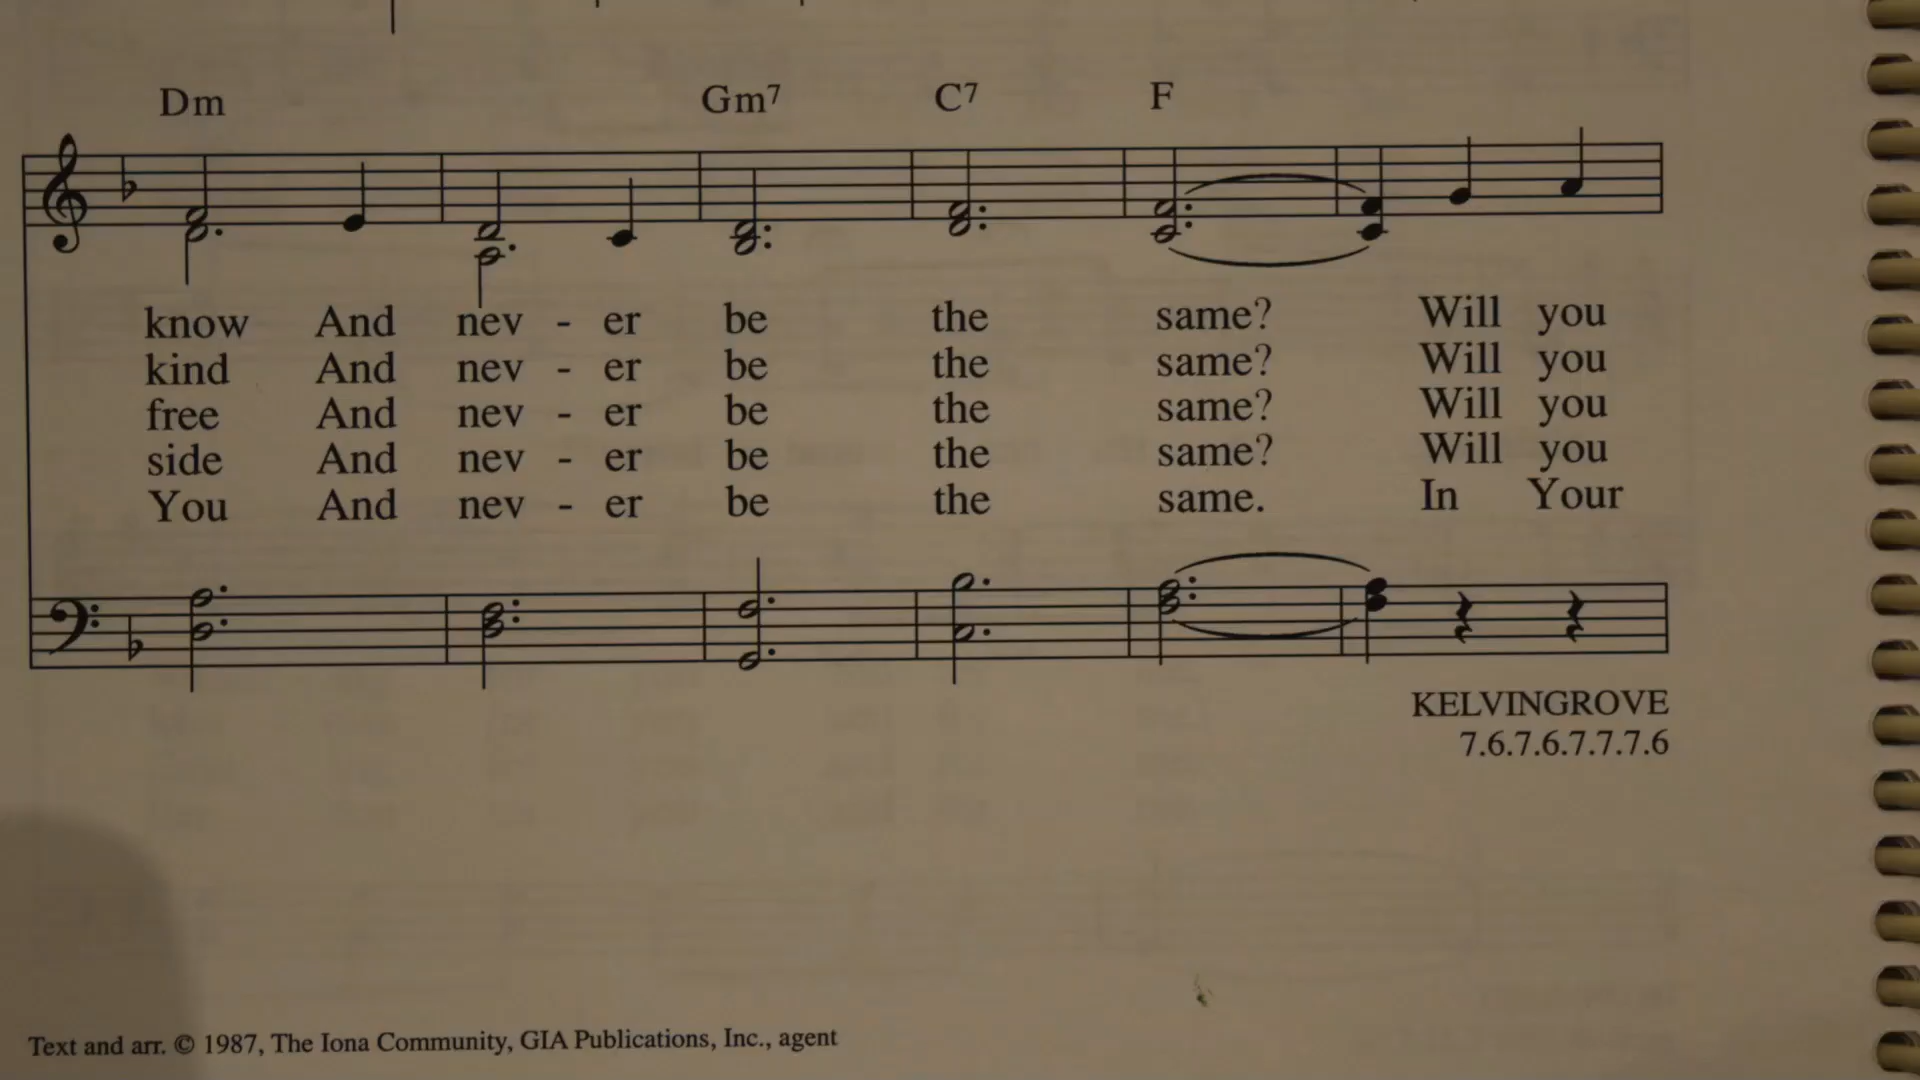 Dm Gm7 C7 F
know And nev - er be the same? Will you
kind And nev - er be the same? Will you
free And nev - er be the same? Will you
side And nev - er be the same? Will you
You And nev - er be the same. In Your
KELVINGROVE
7.6.7.6.7.7.7.6
Text and arr. © 1987, The Iona Community, GIA Publications, Inc., agent